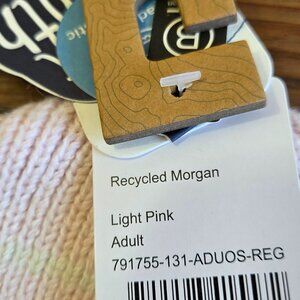 Recycled Morgan
Light Pink
Adult
791755-131-ADUOS-REG